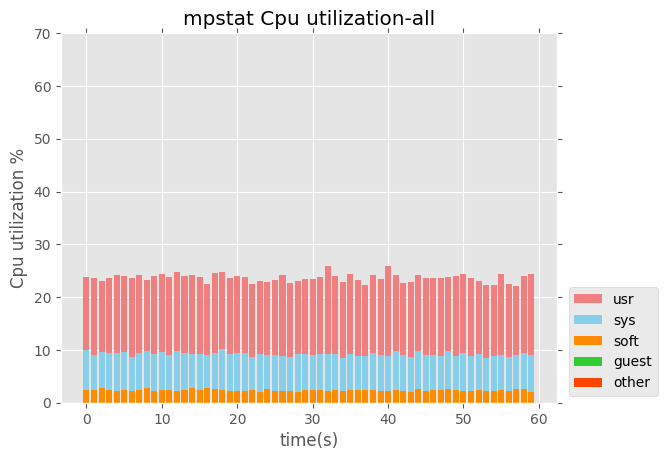 mpstat Cpu utilization-all
70
60
50
40
30
20
10
0
Cpu utilization %
0 10 20 30 40 50 60
time(s)
usr
sys
soft
guest
other